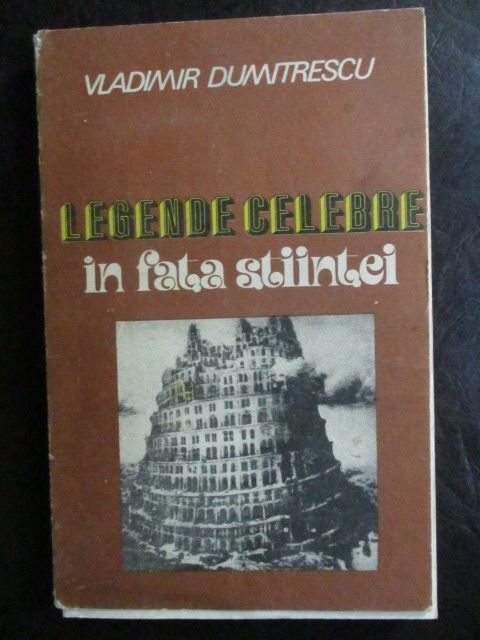 VLADIMIR DUMITRESCU
LEGENDE CELEBRE
in fata stiintei